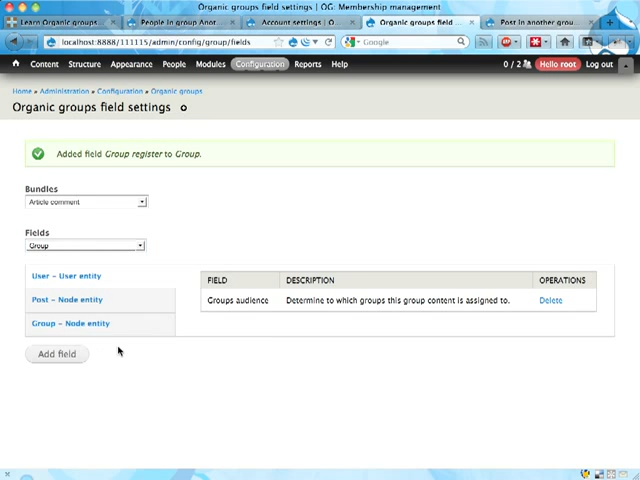 Organic groups field settings | OG: Membership management
Learn Organic groups...
People in group Anot...
Account settings | O...
Organic groups field ...
Post in another grou...
localhost:8888/111115/admin/config/group/fields
Google
Content Structure Appearance People Modules Configuration Reports Help
0 / 2 Hello root Log out
Home » Administration » Configuration » Organic groups
Organic groups field settings
Added field Group register to Group.
Bundles
Article comment
Fields
Group
User - User entity
Post - Node entity
Group - Node entity
FIELD DESCRIPTION OPERATIONS
Groups audience Determine to which groups this group content is assigned to. Delete
Add field